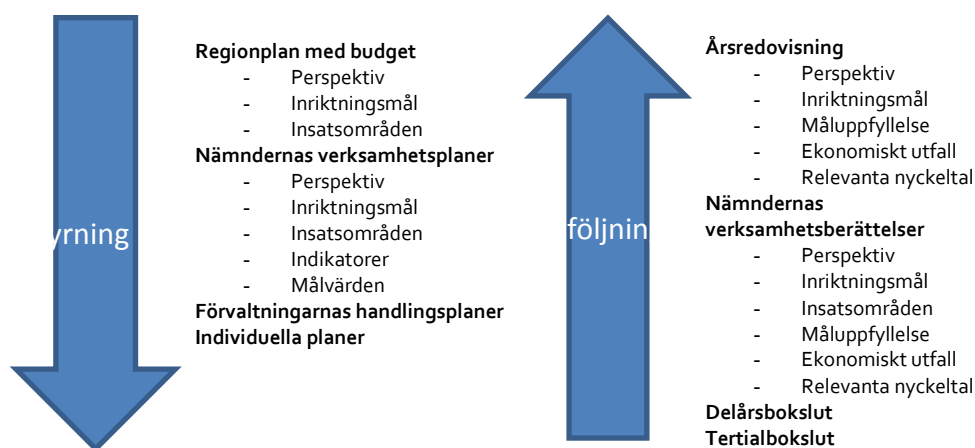 yrning
Regionplan med budget
- Perspektiv
- Inriktningsmål
- Insatsområden
Nämndernas verksamhetsplaner
- Perspektiv
- Inriktningsmål
- Insatsområden
- Indikatorer
- Målvärden
Förvaltningarnas handlingsplaner
Individuella planer
följnin
Årsredovisning
- Perspektiv
- Inriktningsmål
- Måluppfyllelse
- Ekonomiskt utfall
- Relevanta nyckeltal
Nämndernas
verksamhetsberättelser
- Perspektiv
- Inriktningsmål
- Insatsområden
- Måluppfyllelse
- Ekonomiskt utfall
- Relevanta nyckeltal
Delårsbokslut
Tertialbokslut